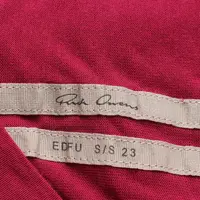 Rick Owens
EDFU S/S 23